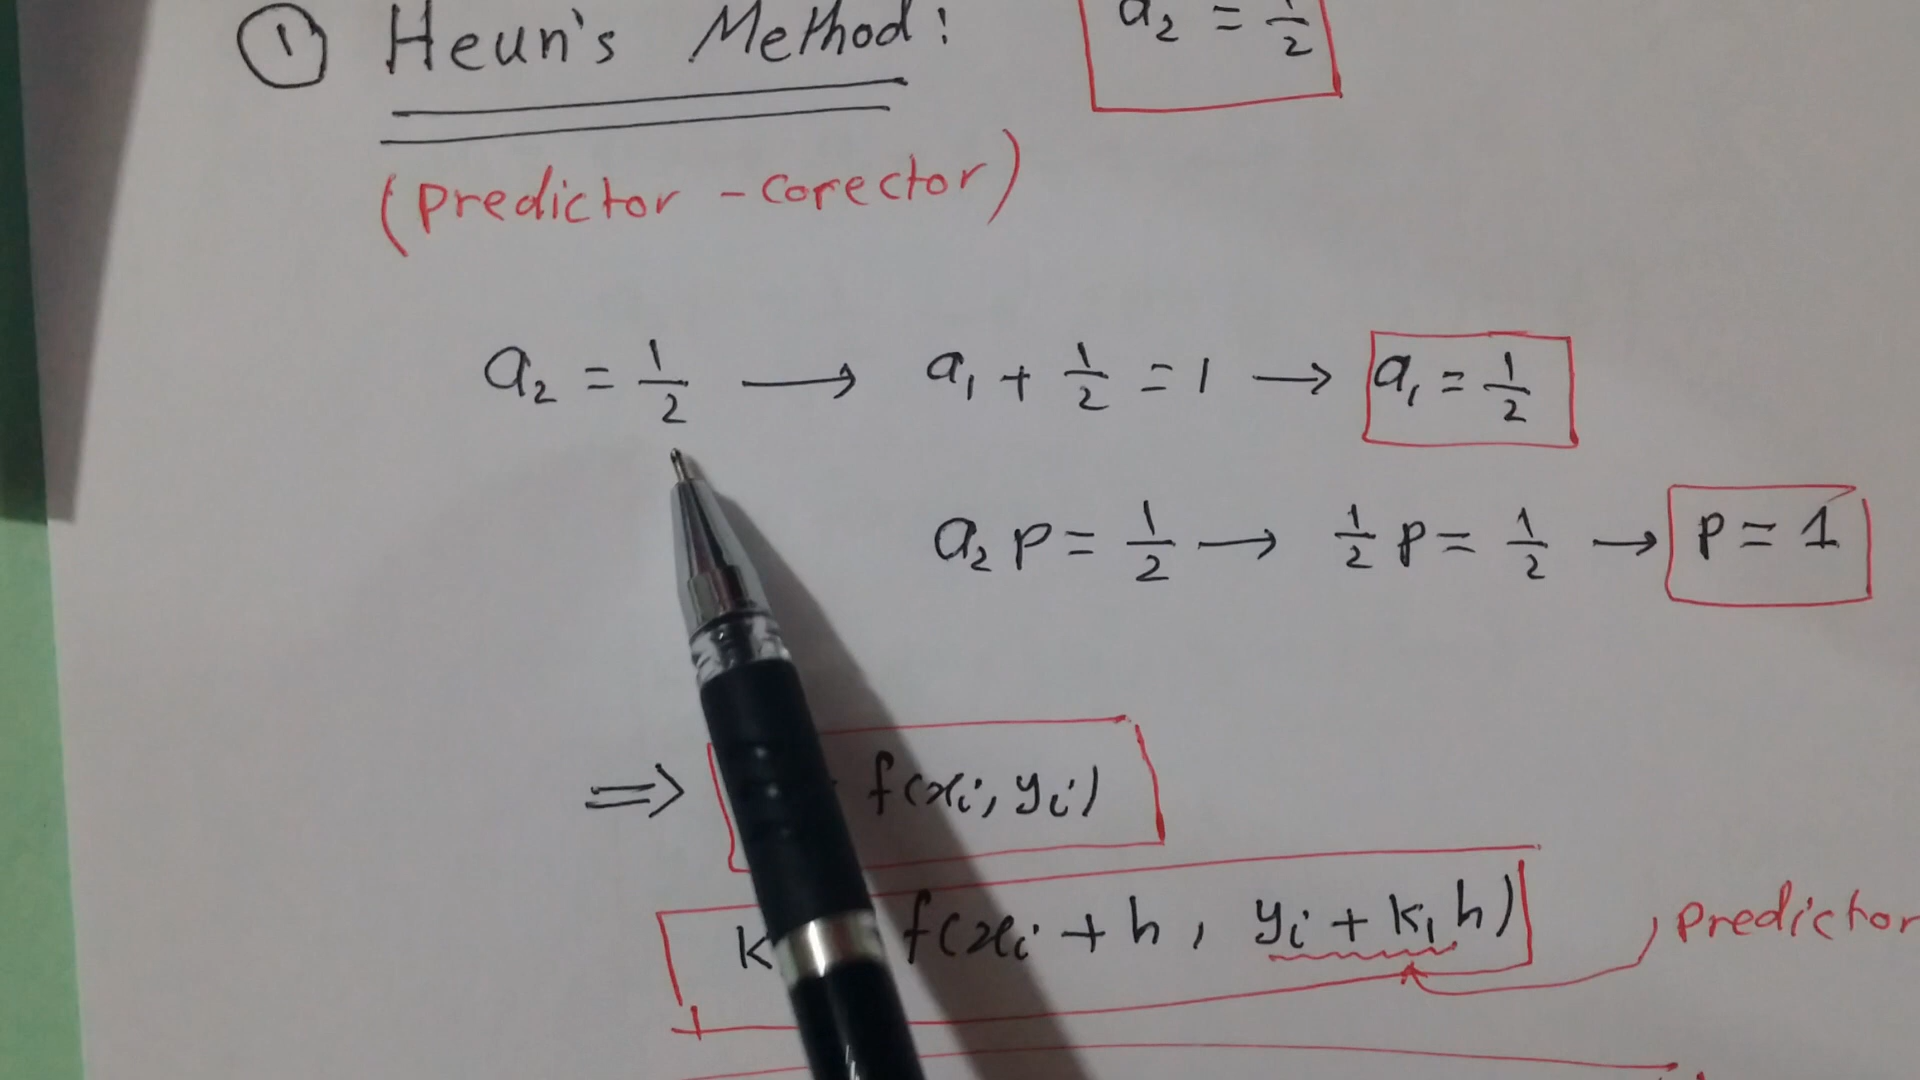 ① Heun's Method: a₂ = 1/2
(predictor - corector)
a₂ = 1/2 → a₁ + 1/2 = 1 → a₁ = 1/2
a₂ p = 1/2 → 1/2 p = 1/2 → p = 1
⇒ f(xᵢ, yᵢ)
k f(xᵢ + h, yᵢ + k₁h) predictor